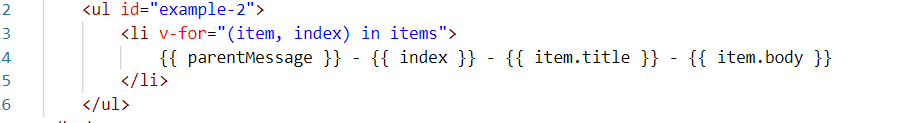 2 <ul id="example-2">
3 <li v-for="(item, index) in items">
4 {{ parentMessage }} - {{ index }} - {{ item.title }} - {{ item.body }}
5 </li>
6 </ul>